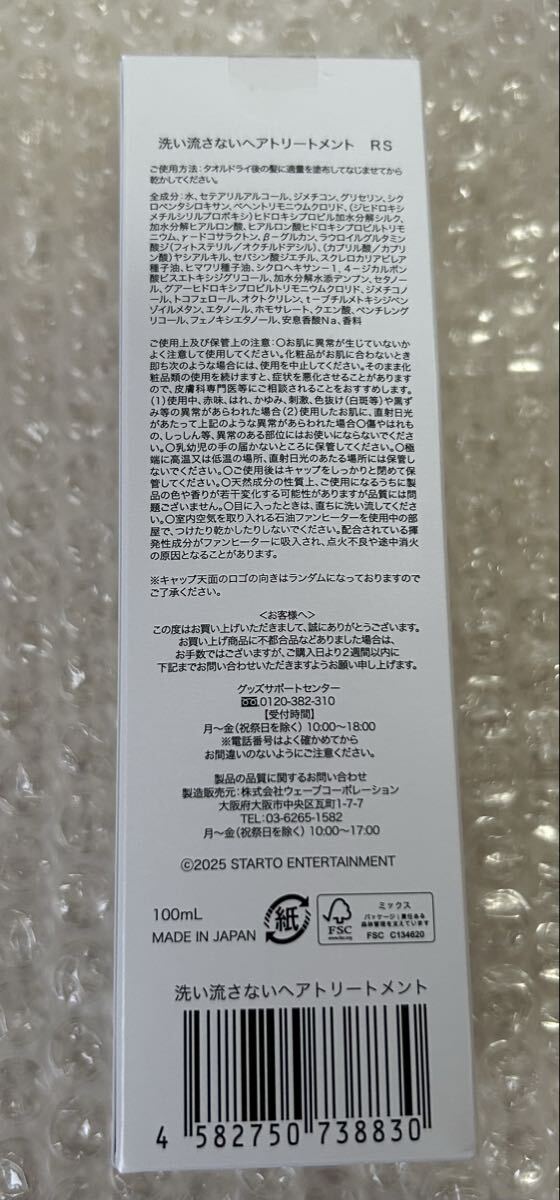 洗い流さないヘアトリートメント　RS
ご使用方法：タオルドライ後の髪に適量を塗布してなじませてから
乾かしてください。
全成分：水、セテアリルアルコール、ジメチコン、グリセリン、シク
ロペンタシロキサン、ベヘントリモニウムクロリド、（ジヒドロキシ
メチルシリルプロポキシ）ヒドロキシプロピル加水分解シルク、
加水分解ヒアルロン酸、ヒアルロン酸ヒドロキシプロピルトリモ
ニウム、γ－ドコサラクトン、β－グルカン、ラウロイルグルタミン
酸ジ（フィトステリル／オクチルドデシル）、（カプリル酸／カプリ
ン酸）ヤシアルキル、セバシン酸ジエチル、スクレロカリアビレア
種子油、ヒマワリ種子油、シクロヘキサン－1，4－ジカルボン
酸ビスエトキシジグリコール、加水分解水添デンプン、セタノー
ル、グアーヒドロキシプロピルトリモニウムクロリド、ジメチコノ
ール、トコフェロール、オクトクリレン、t－ブチルメトキシジベン
ゾイルメタン、エタノール、ホモサレート、クエン酸、ペンチレング
リコール、フェノキシエタノール、安息香酸Na、香料
ご使用上及び保管上の注意：〇お肌に異常が生じていないか
よく注意して使用してください。化粧品がお肌に合わないとき
即ち次のような場合には、使用を中止してください。そのまま化
粧品類の使用を続けますと、症状を悪化させることがあります
ので、皮膚科専門医等にご相談されることをおすすめします。
（1）使用中、赤味、はれ、かゆみ、刺激、色抜け（白斑等）や黒ず
み等の異常があらわれた場合（2）使用したお肌に、直射日光
があたって上記のような異常があらわれた場合〇傷やはれも
の、しっしん等、異常のある部位にはお使いにならないでくださ
い。〇乳幼児の手の届かないところに保管してください。〇極
端に高温又は低温の場所、直射日光のあたる場所には保管し
ないでください。〇ご使用後はキャップをしっかりと閉めて保
管してください。〇天然成分の性質上、ご使用になるうちに製
品の色や香りが若干変化する可能性がありますが品質には問
題ございません。〇目に入ったときは、直ちに洗い流してくださ
い。〇室内空気を取り入れる石油ファンヒーターを使用中の部
屋で、つけたり乾かしたりしないでください。配合されている揮
発性成分がファンヒーターに吸入され、点火不良や途中消火
の原因となることがあります。
※キャップ天面のロゴの向きはランダムになっておりますので
ご了承ください。
＜お客様へ＞
この度はお買い上げいただきまして、誠にありがとうございます。
お買い上げ商品に不都合品などありました場合は、
お手数ではございますが、ご購入日より2週間以内に
下記までお問い合わせいただきますようお願い申し上げます。
グッズサポートセンター
0120-382-310
【受付時間】
月～金（祝祭日を除く）10:00～18:00
※電話番号はよく確かめてから
お間違いのないようにご注意ください。
製品の品質に関するお問い合わせ
製造販売元：株式会社ウェーブコーポレーション
大阪府大阪市中央区瓦町1-7-7
TEL：03-6265-1582
月～金（祝祭日を除く）10:00～17:00
©2025 STARTO ENTERTAINMENT
100mL
MADE IN JAPAN
紙
FSC
www.fsc.org
ミックス
パッケージ｜責任ある
森林管理を支えています
FSC C134620
洗い流さないヘアトリートメント
4 582750 738830